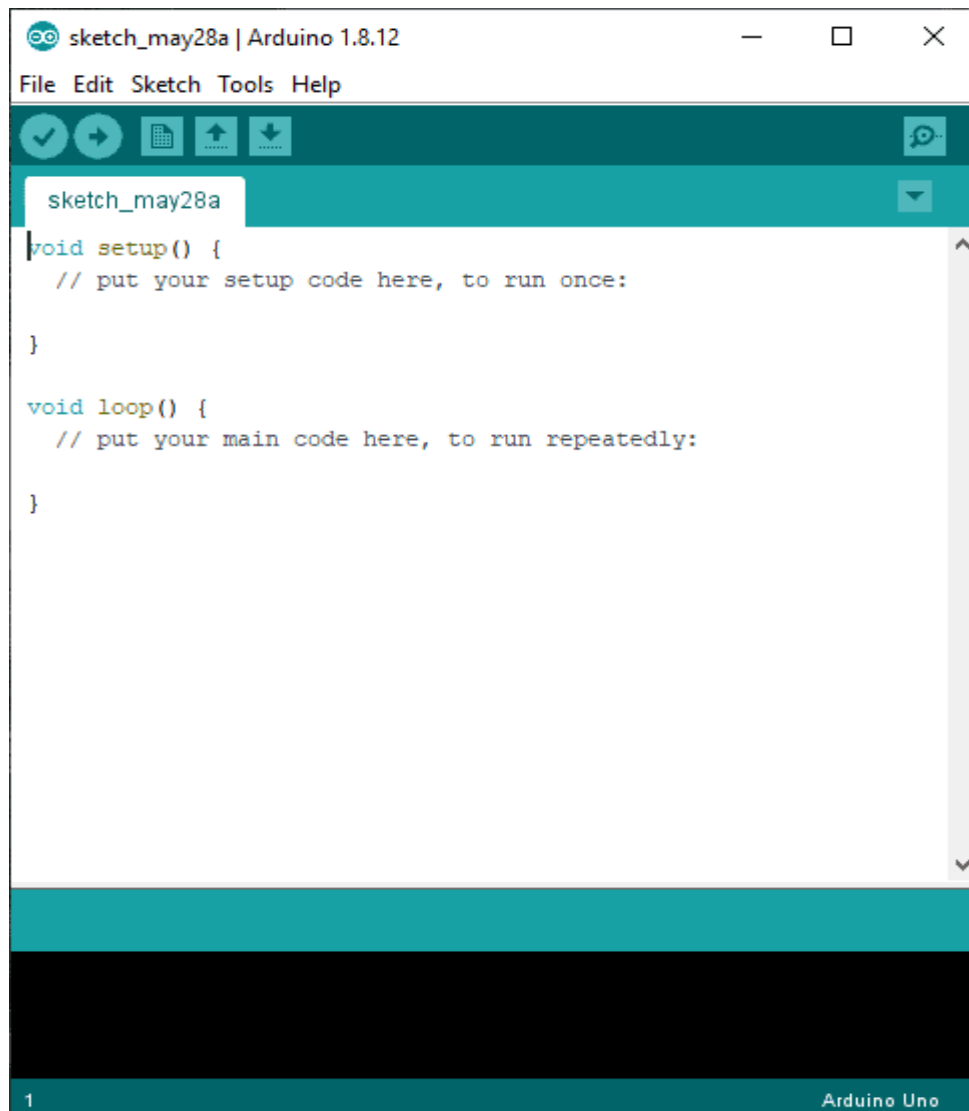 sketch_may28a | Arduino 1.8.12
File Edit Sketch Tools Help
sketch_may28a
void setup() {
  // put your setup code here, to run once:
}
void loop() {
  // put your main code here, to run repeatedly:
}
1 Arduino Uno